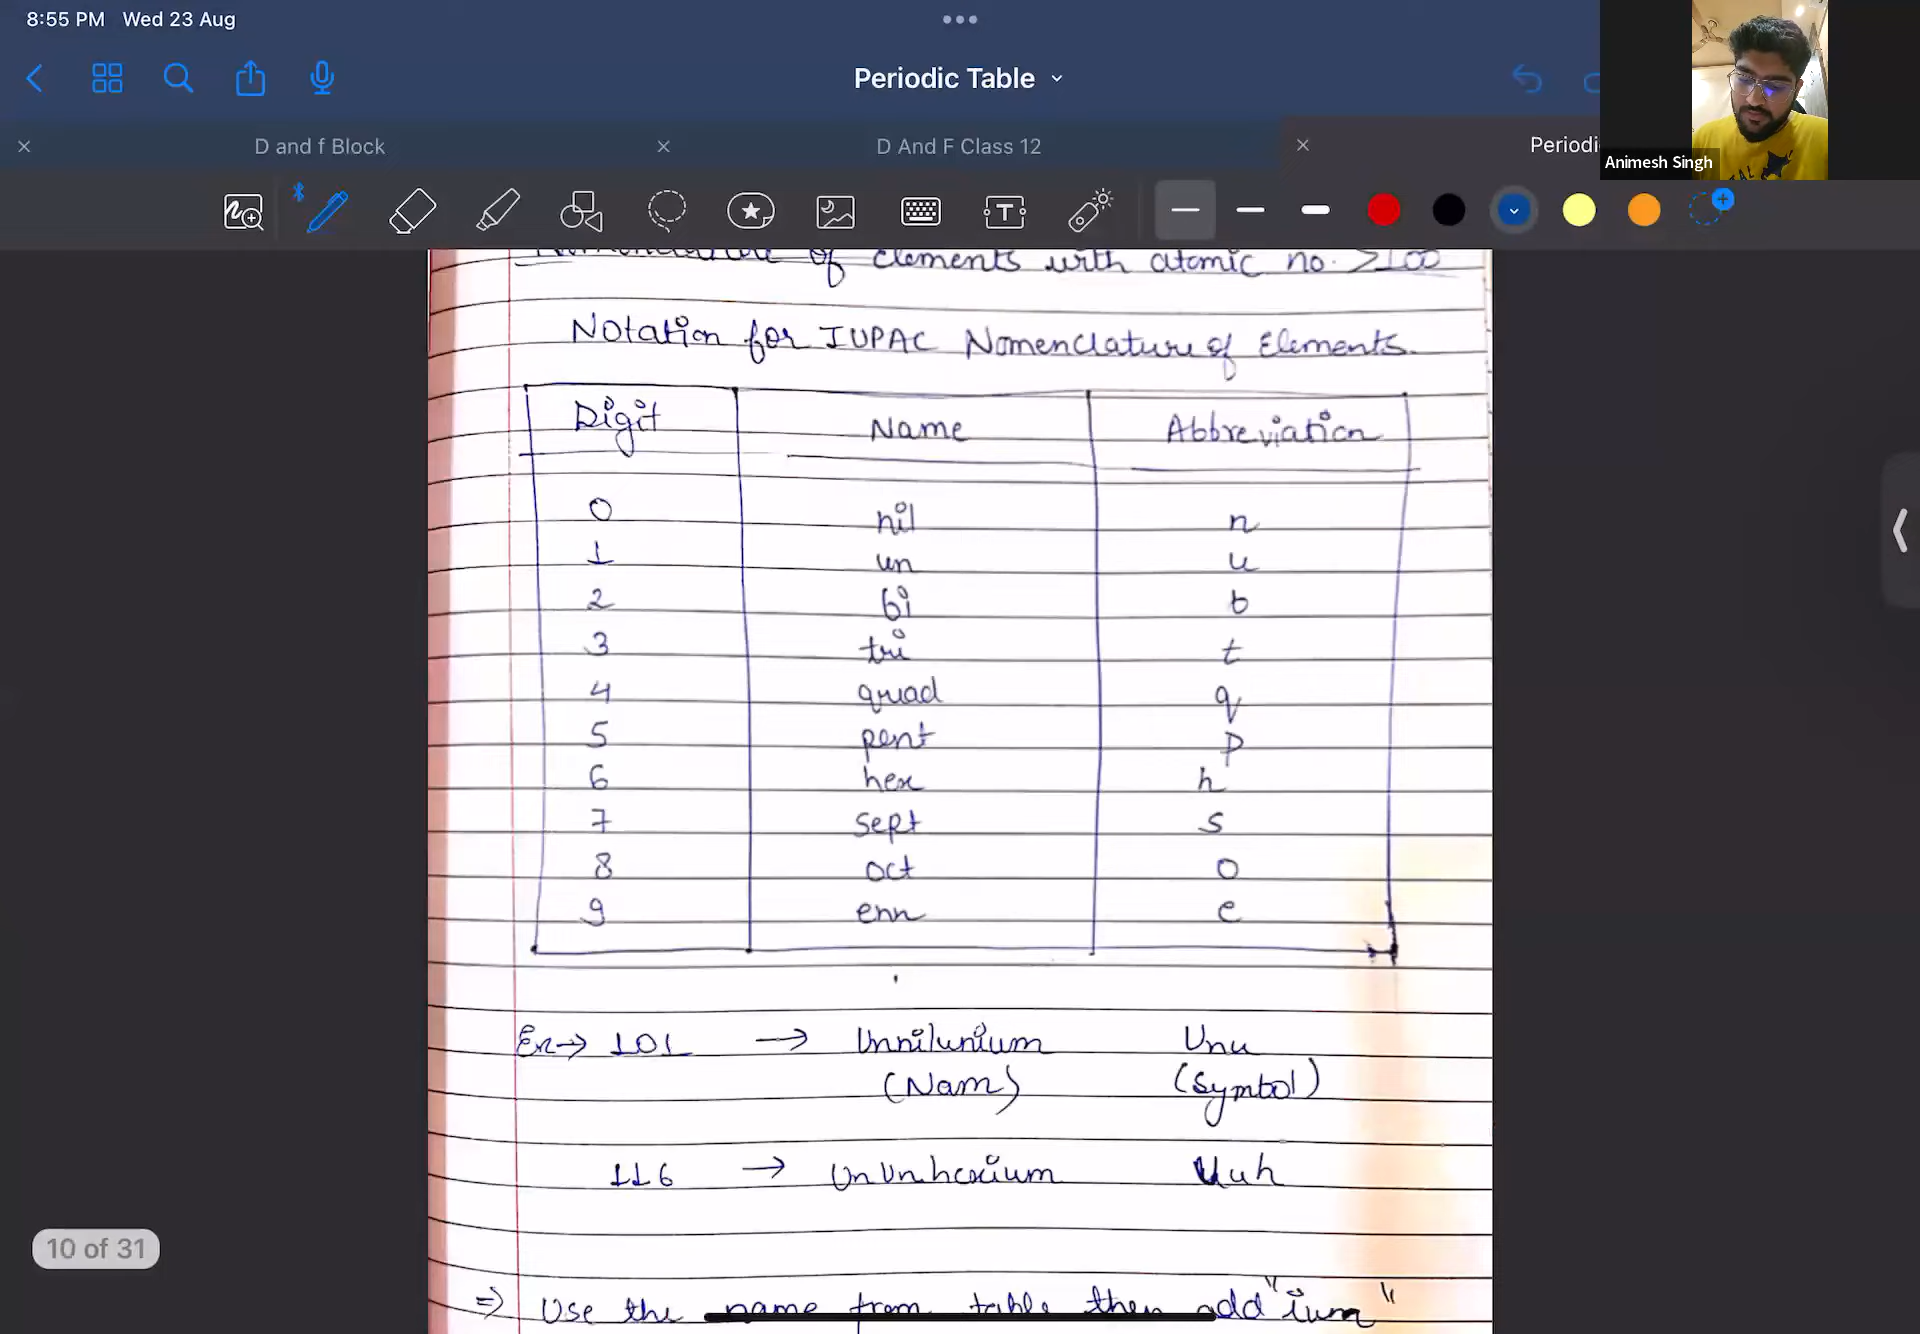 8:55 PM Wed 23 Aug
Periodic Table
D and f Block
D And F Class 12
Periodi
Animesh Singh
Nomenclature of elements with atomic no. >100
Notation for IUPAC Nomenclature of Elements.
Digit Name Abbreviation
0 nil n
1 un u
2 bi b
3 tri t
4 quad q
5 pent p
6 hex h
7 sept s
8 oct o
9 enn e
Ex→ 101 → Unnilunium Unu
(Nam) (Symbol)
116 → Ununhexium Uuh
⇒ Use the name from table then add "ium"
10 of 31